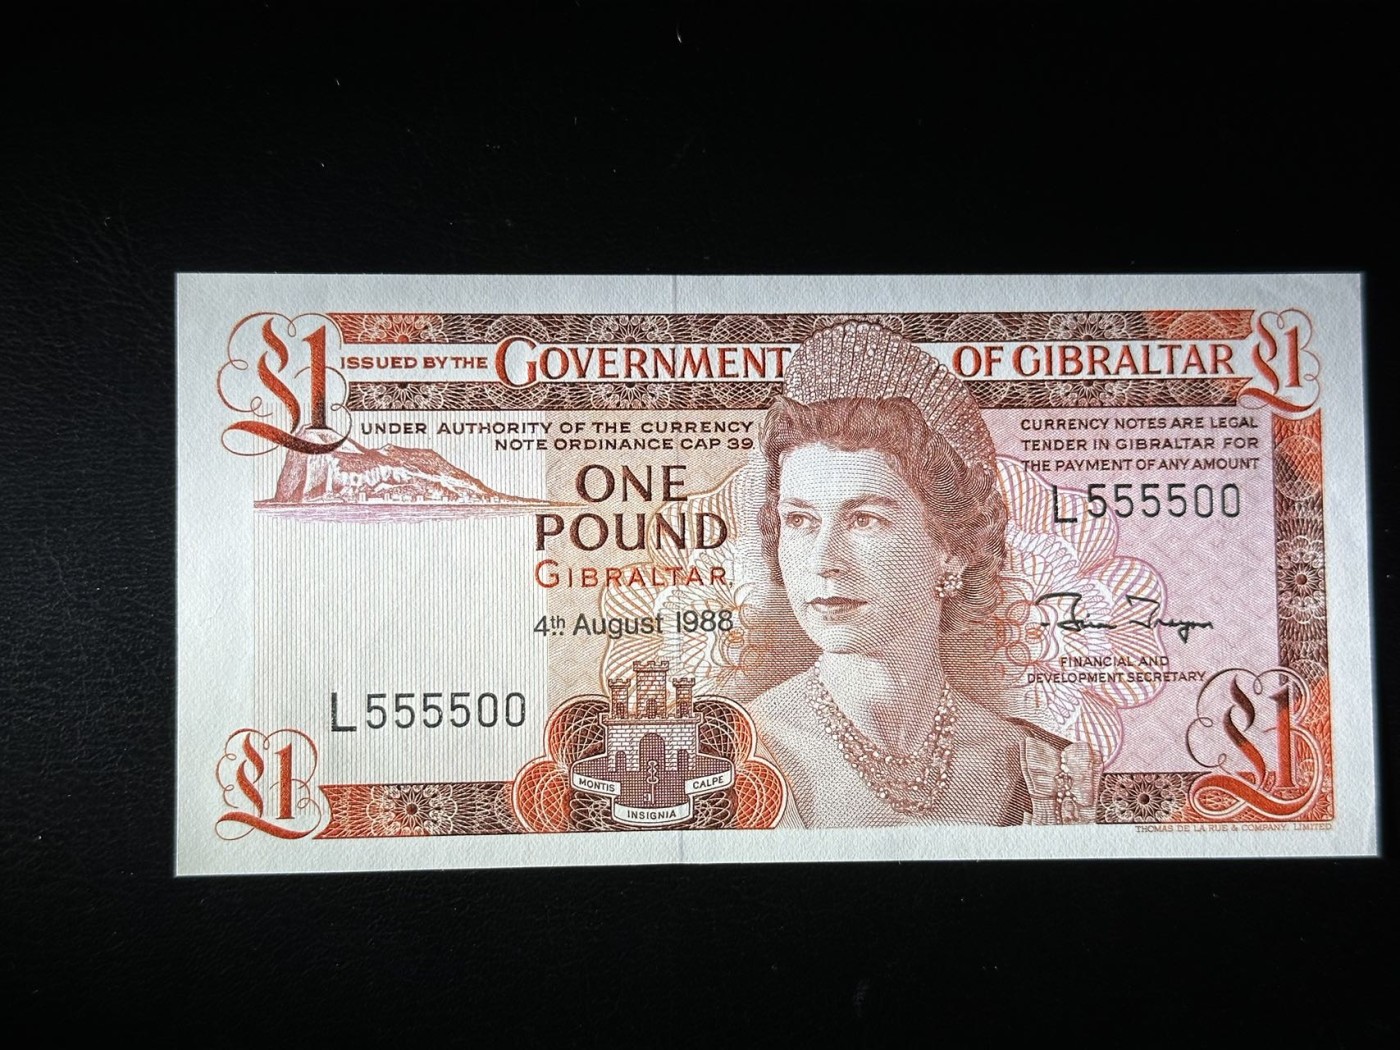 £1
ISSUED BY THE GOVERNMENT OF GIBRALTAR
£1
UNDER AUTHORITY OF THE CURRENCY
NOTE ORDINANCE CAP 39
ONE
POUND
GIBRALTAR.
4th August 1988
CURRENCY NOTES ARE LEGAL
TENDER IN GIBRALTAR FOR
THE PAYMENT OF ANY AMOUNT
L555500
FINANCIAL AND
DEVELOPMENT SECRETARY
L555500
£1
MONTIS CALPE
INSIGNIA
£1
THOMAS DE LA RUE & COMPANY, LIMITED.